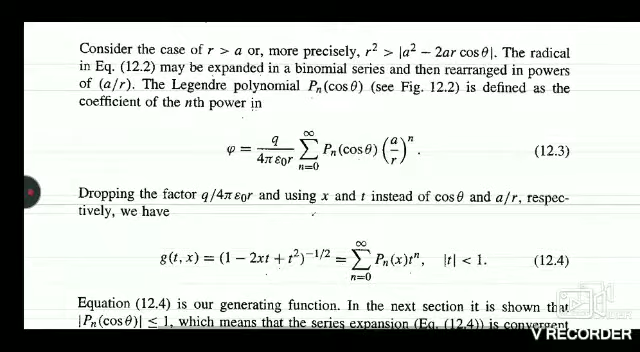 Consider the case of r > a or, more precisely, r² > |a² − 2ar cos θ|. The radical
in Eq. (12.2) may be expanded in a binomial series and then rearranged in powers
of (a/r). The Legendre polynomial Pₙ(cos θ) (see Fig. 12.2) is defined as the
coefficient of the nth power in
φ = q/4πε₀r ∑ₙ₌₀^∞ Pₙ(cos θ) (a/r)ⁿ. (12.3)
Dropping the factor q/4πε₀r and using x and t instead of cos θ and a/r, respec-
tively, we have
g(t, x) = (1 − 2xt + t²)⁻¹/² = ∑ₙ₌₀^∞ Pₙ(x)tⁿ, |t| < 1. (12.4)
Equation (12.4) is our generating function. In the next section it is shown that
|Pₙ(cos θ)| ≤ 1, which means that the series expansion (Eq. (12.4)) is convergent
V RECORDER